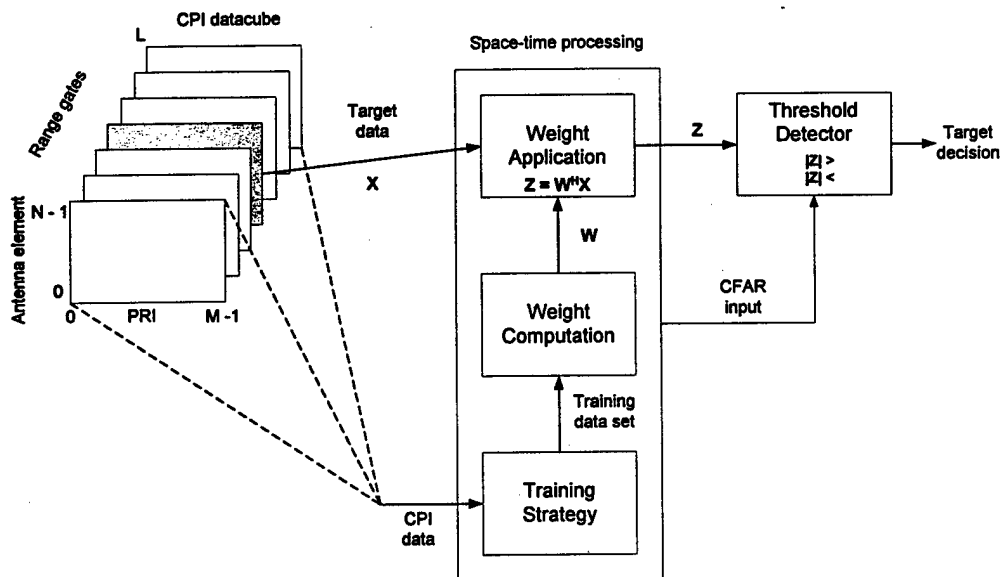 CPI datacube
L
Range gates
Antenna element
N - 1
0
0
PRI
M -1
Target
data
X
Space-time processing
Weight
Application
Z = WᴴX
W
Weight
Computation
Training
data set
Training
Strategy
CPI
data
Z
Threshold
Detector
|Z| >
|Z| <
Target
decision
CFAR
input